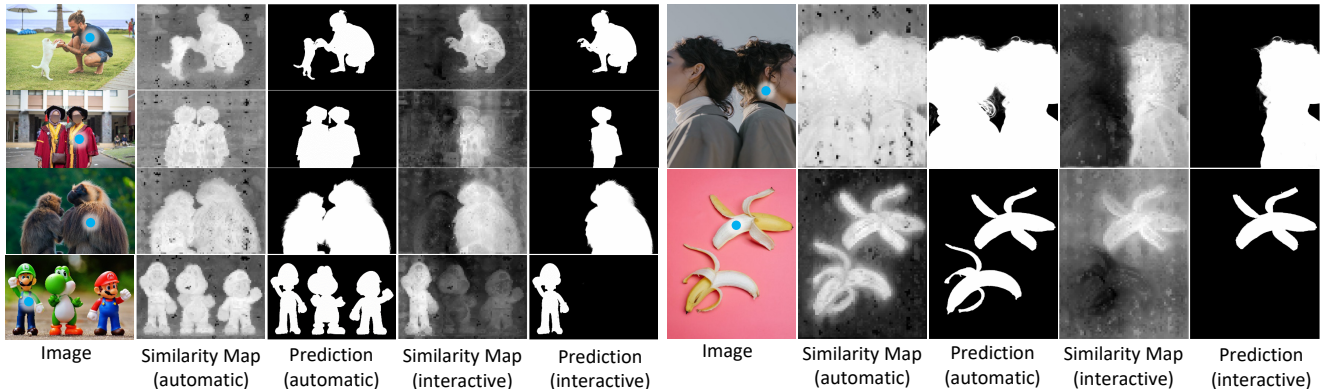 Image
Similarity Map
(automatic)
Prediction
(automatic)
Similarity Map
(interactive)
Prediction
(interactive)
Image
Similarity Map
(automatic)
Prediction
(automatic)
Similarity Map
(interactive)
Prediction
(interactive)